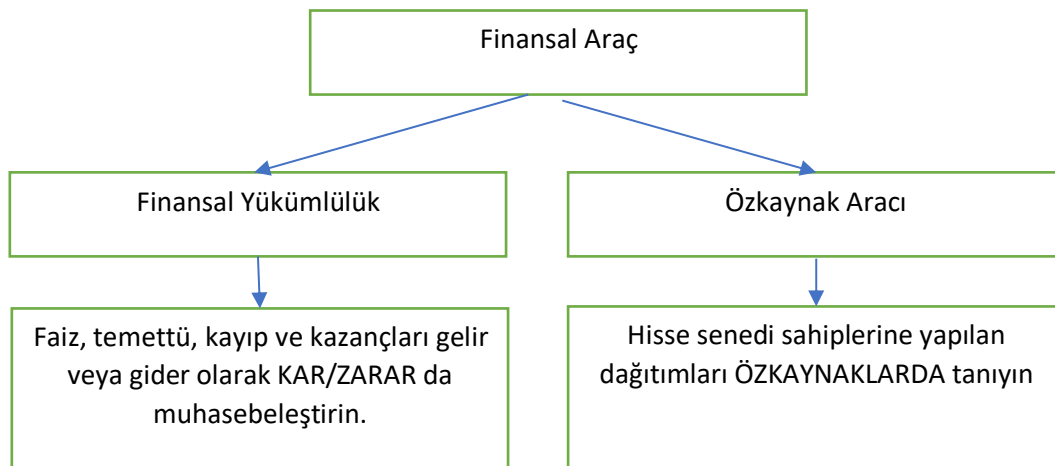 Finansal Araç
Finansal Yükümlülük
Özkaynak Aracı
Faiz, temettü, kayıp ve kazançları gelir
veya gider olarak KAR/ZARAR da
muhasebeleştirin.
Hisse senedi sahiplerine yapılan
dağıtımları ÖZKAYNAKLARDA tanıyın